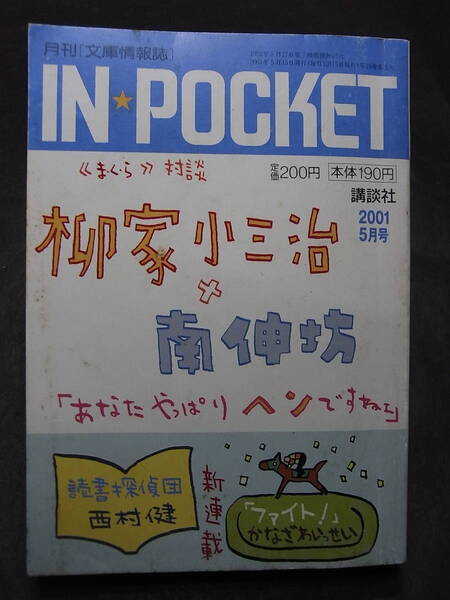 月刊[文庫情報誌]
IN★POCKET
《まくら》対談
定価200円 本体190円
講談社
2001
5月号
柳家小三治
×
南伸坊
「あなたやっぱりヘンですねェ」
読書探偵団
西村健
新連載
「ファイト!」
かなざわいっせい